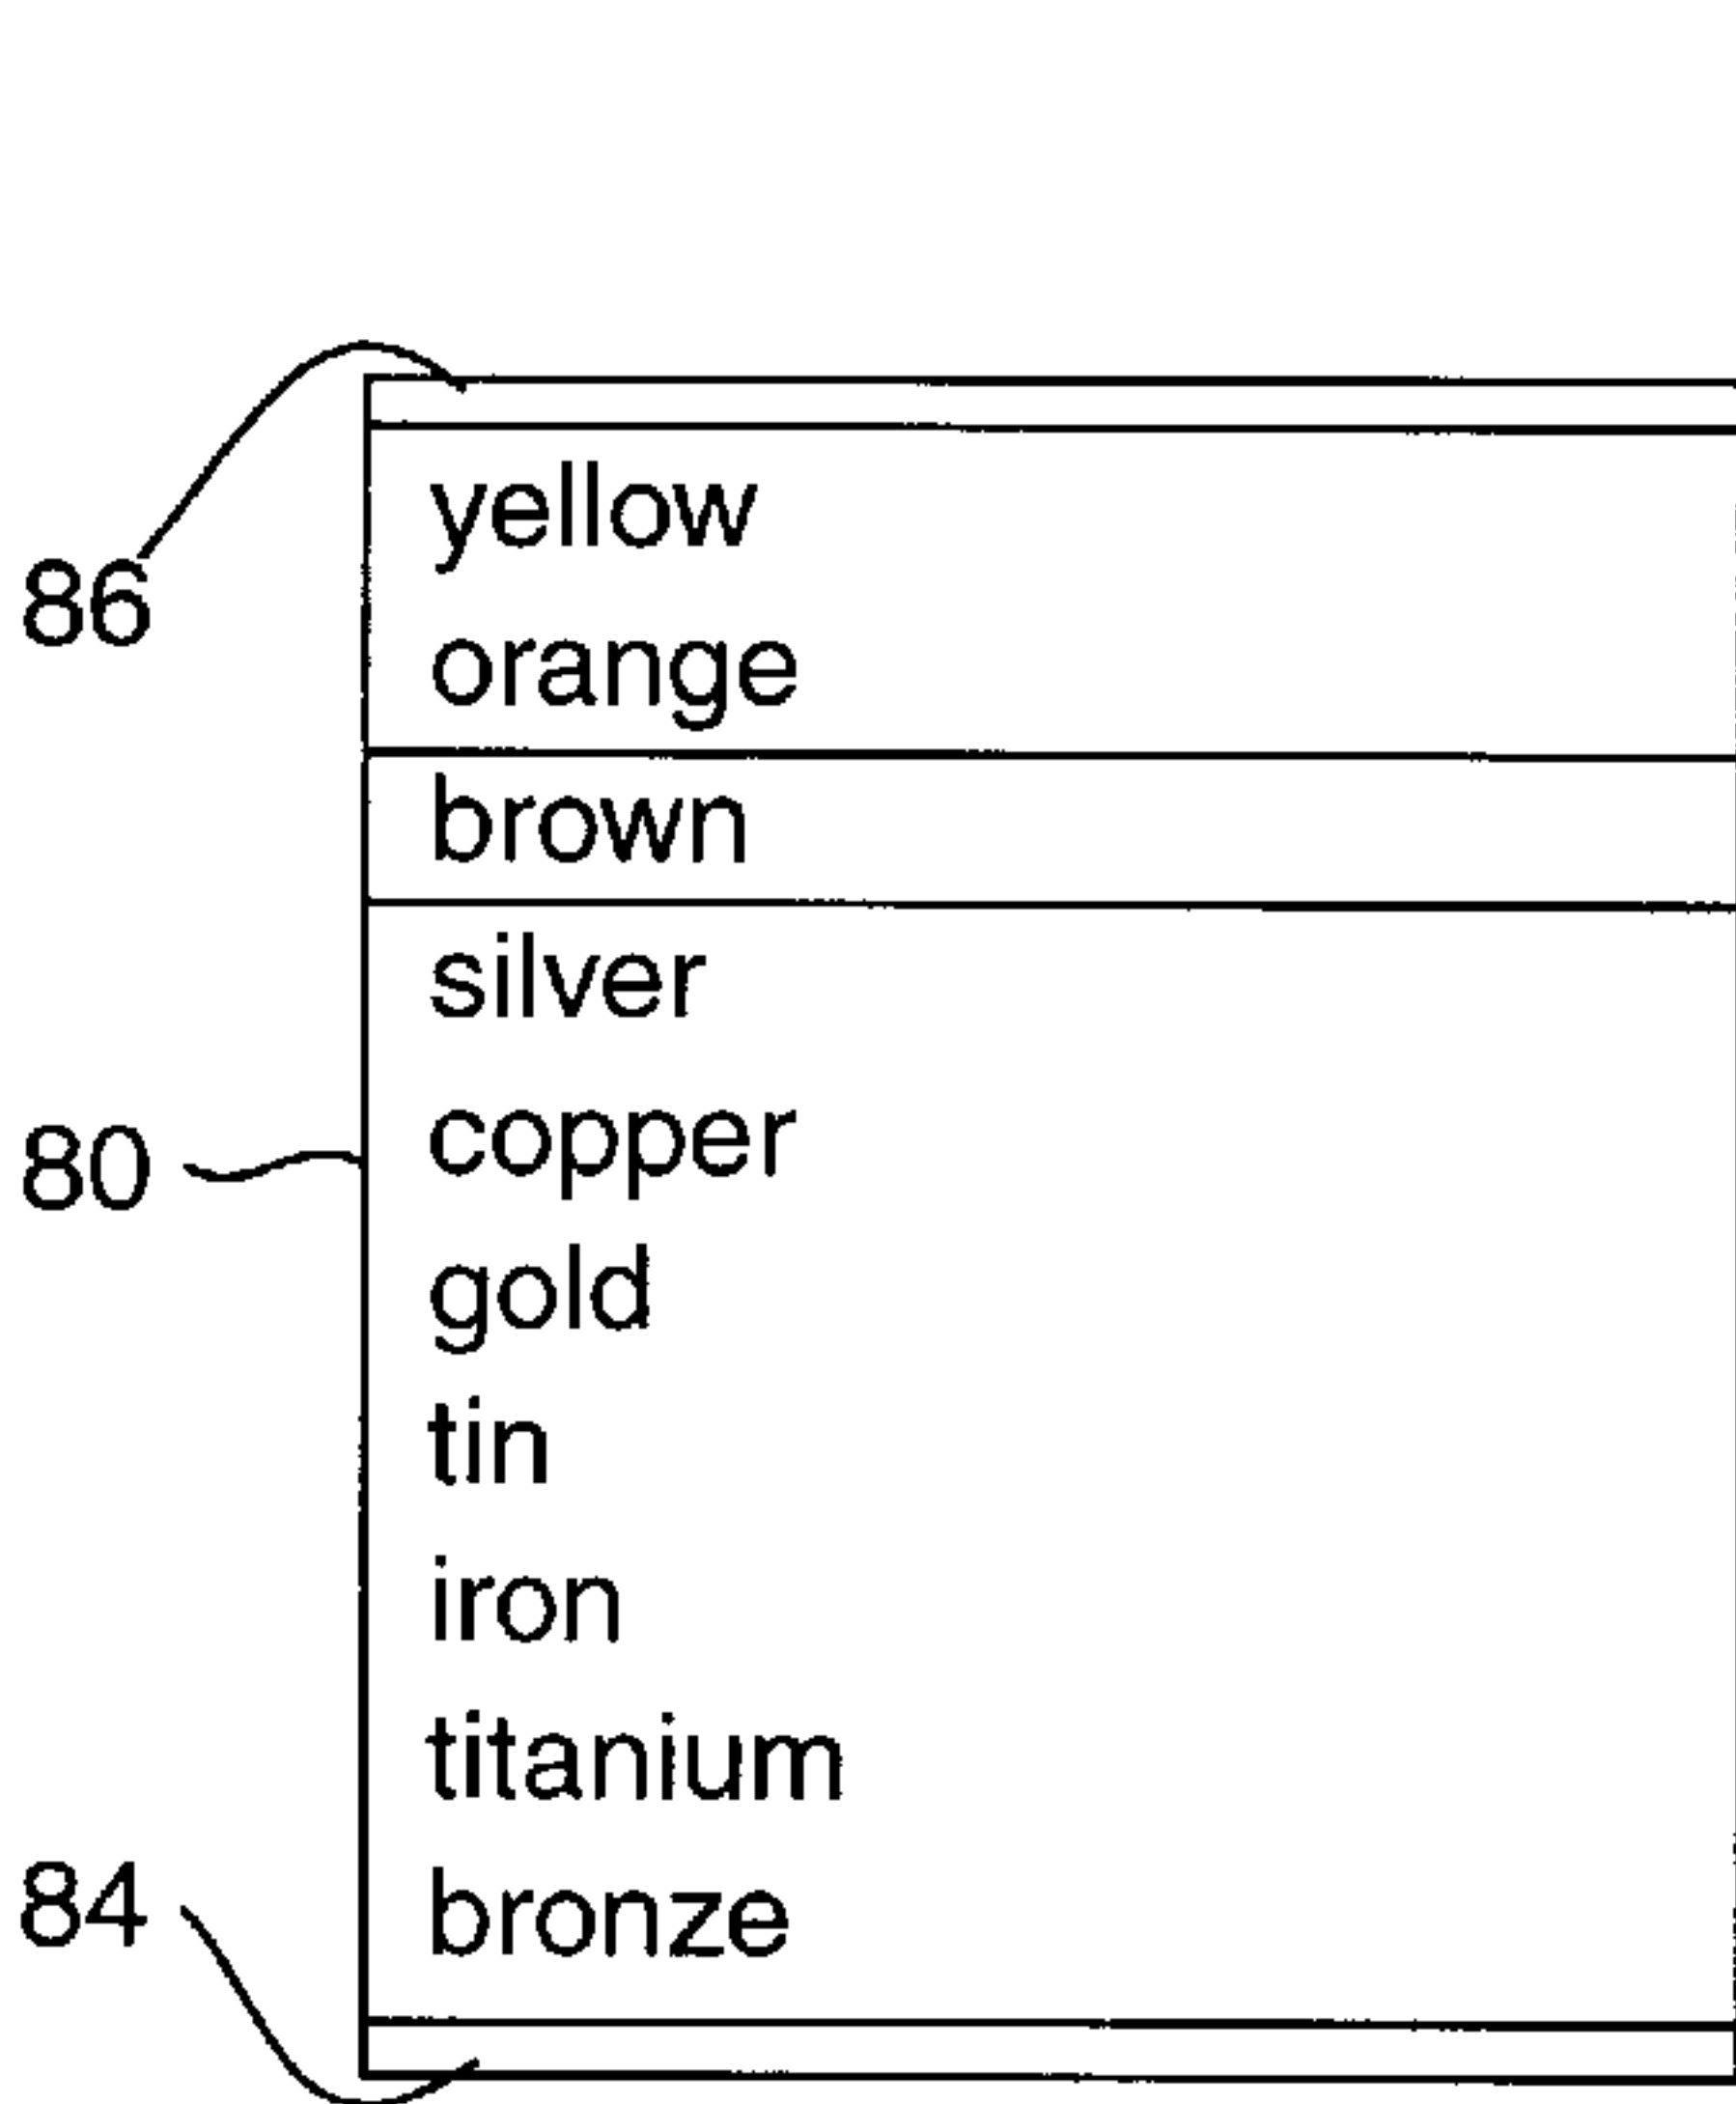 yellow
86
orange
brown
silver
copper
80
gold
tin
iron
titanium
84
bronze